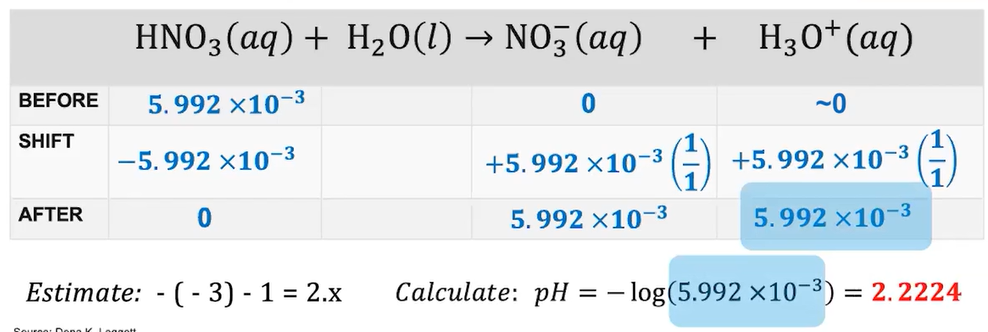 HNO₃(aq) + H₂O(l) → NO₃⁻(aq) + H₃O⁺(aq)
BEFORE 5.992 ×10⁻³ 0 ~0
SHIFT −5.992 ×10⁻³ +5.992 ×10⁻³ (1/1) +5.992 ×10⁻³ (1/1)
AFTER 0 5.992 ×10⁻³ 5.992 ×10⁻³
Estimate: - ( - 3) - 1 = 2.x Calculate: pH = − log(5.992 ×10⁻³) = 2.2224
Source: Dena K. Leggett